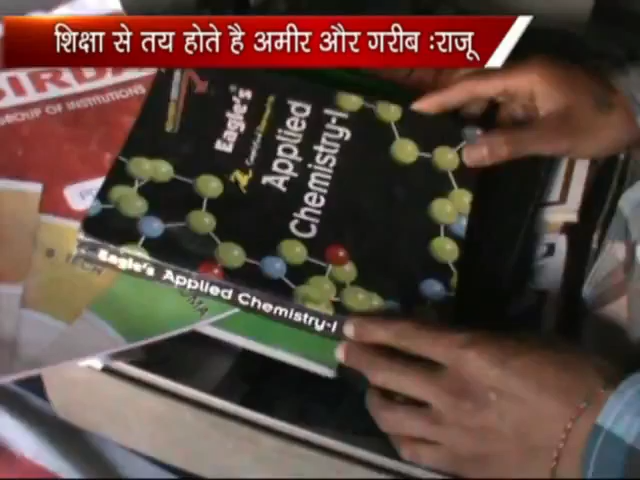 शिक्षा से तय होते है अमीर और गरीब :राजू
GROUP OF INSTITUTIONS
Eagle's
Applied
Chemistry-I
Eagle's Applied Chemistry-I